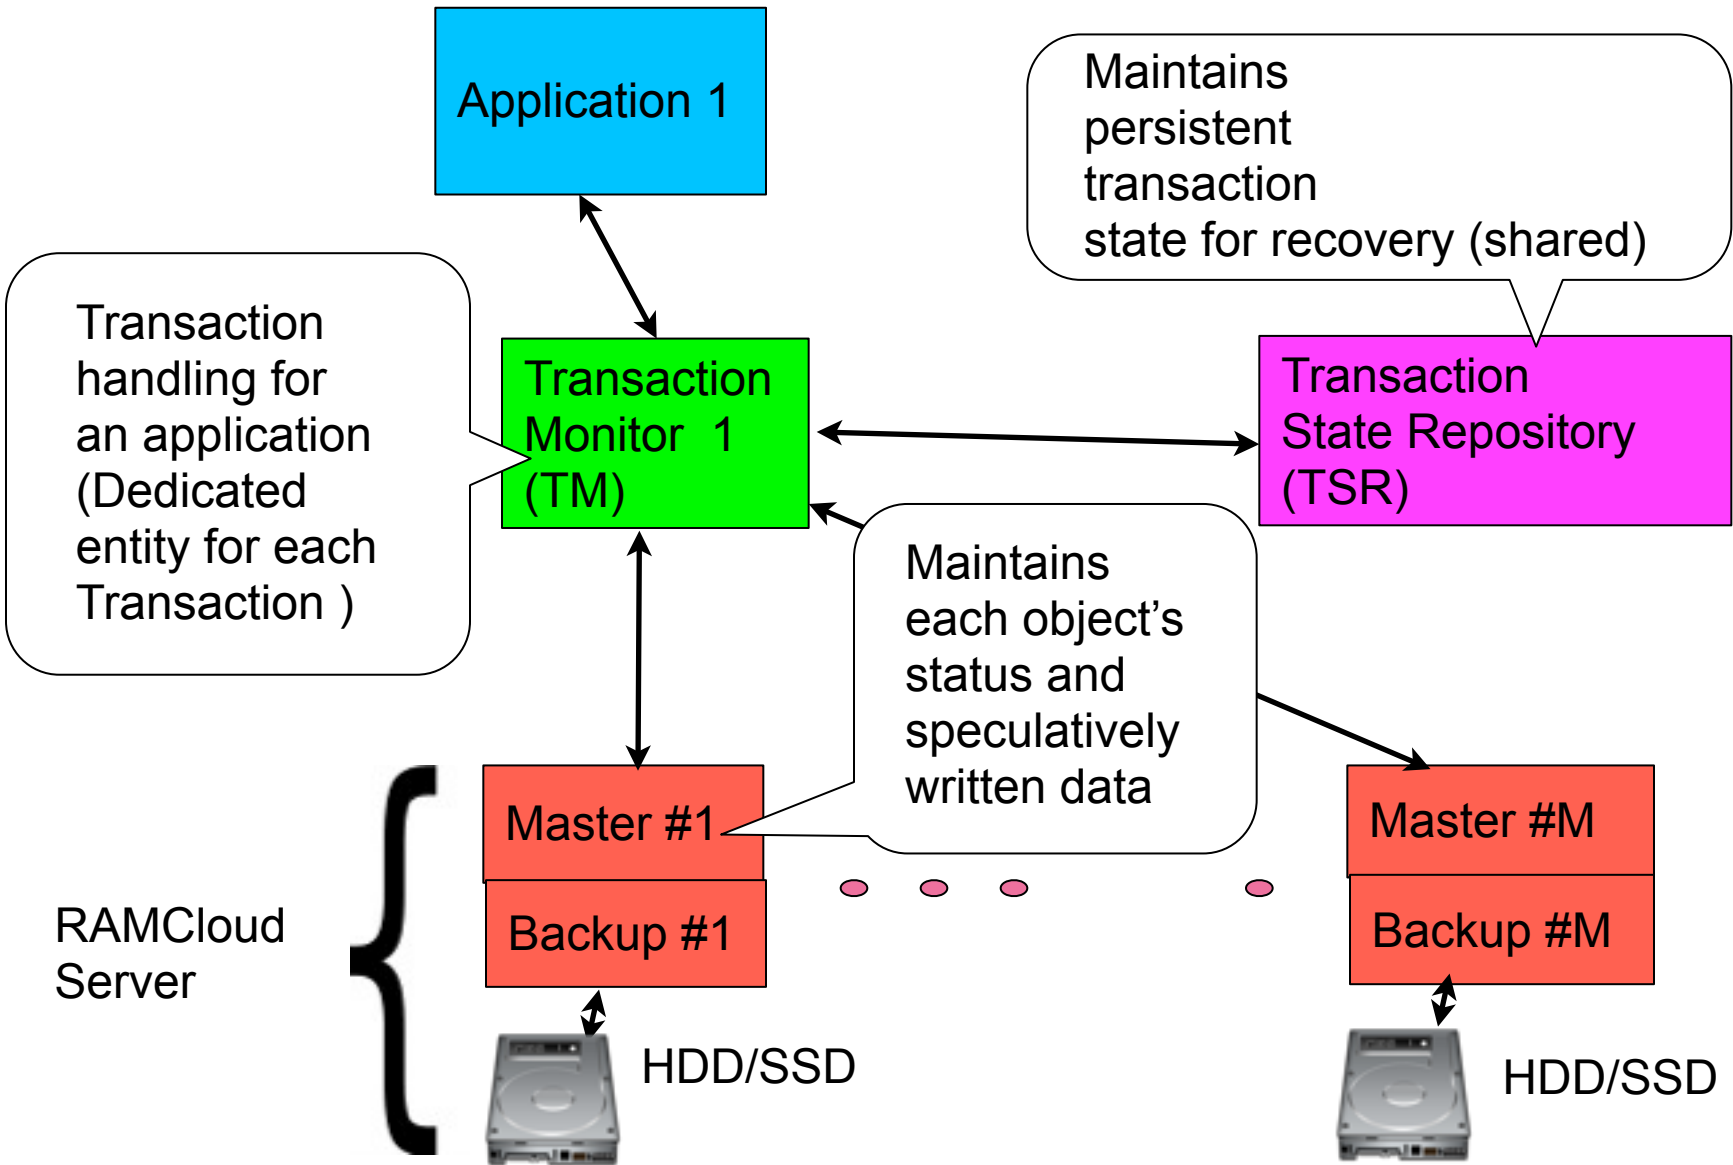 Application 1
Maintains
persistent
transaction
state for recovery (shared)
Transaction
handling for
an application
(Dedicated
entity for each
Transaction )
Transaction
Monitor 1
(TM)
Transaction
State Repository
(TSR)
Maintains
each object’s
status and
speculatively
written data
Master #1
Backup #1
Master #M
Backup #M
RAMCloud
Server
HDD/SSD
HDD/SSD